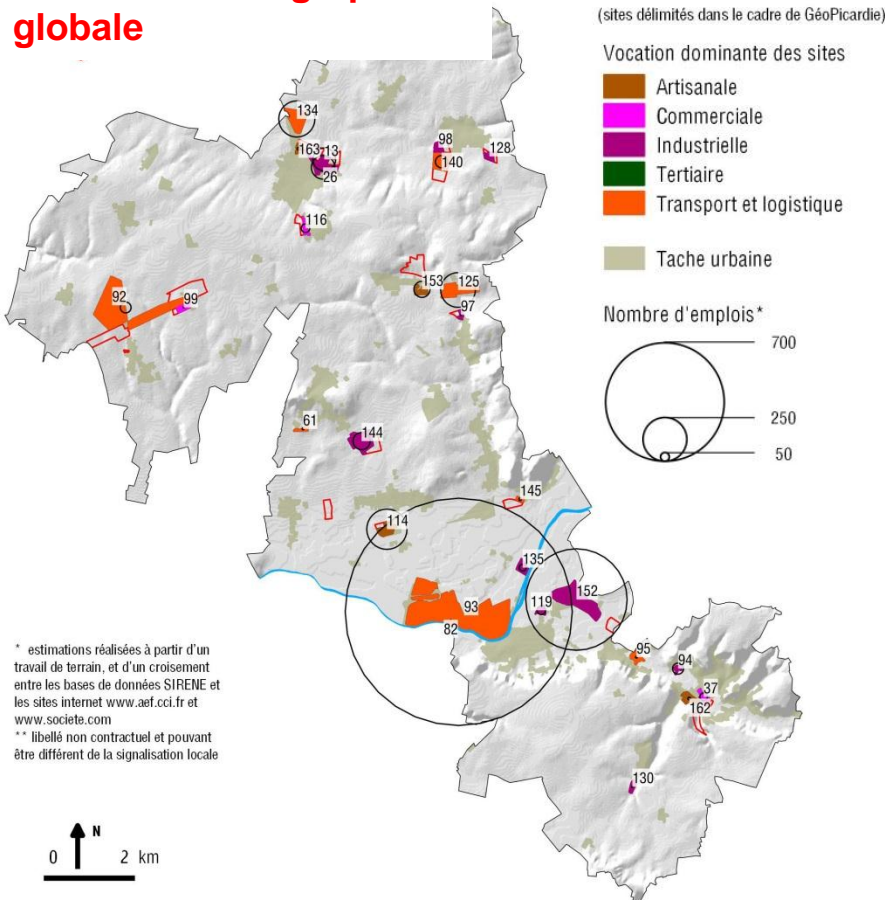 globale
(sites délimités dans le cadre de GéoPicardie)
Vocation dominante des sites
Artisanale
Commerciale
Industrielle
Tertiaire
Transport et logistique
Tache urbaine
Nombre d'emplois*
700
250
50
134
163
13
26
98
140
128
116
153
125
97
92
99
61
144
145
114
135
93
82
119
152
95
94
37
162
130
* estimations réalisées à partir d'un
travail de terrain, et d'un croisement
entre les bases de données SIRENE et
les sites internet www.aef.cci.fr et
www.societe.com
** libellé non contractuel et pouvant
être différent de la signalisation locale
N
0 2 km